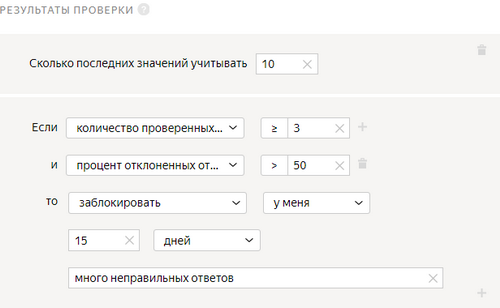 РЕЗУЛЬТАТЫ ПРОВЕРКИ ?
Сколько последних значений учитывать 10
Если количество проверенных... ≥ 3
и процент отклоненных от... > 50
то заблокировать у меня
15 дней
много неправильных ответов